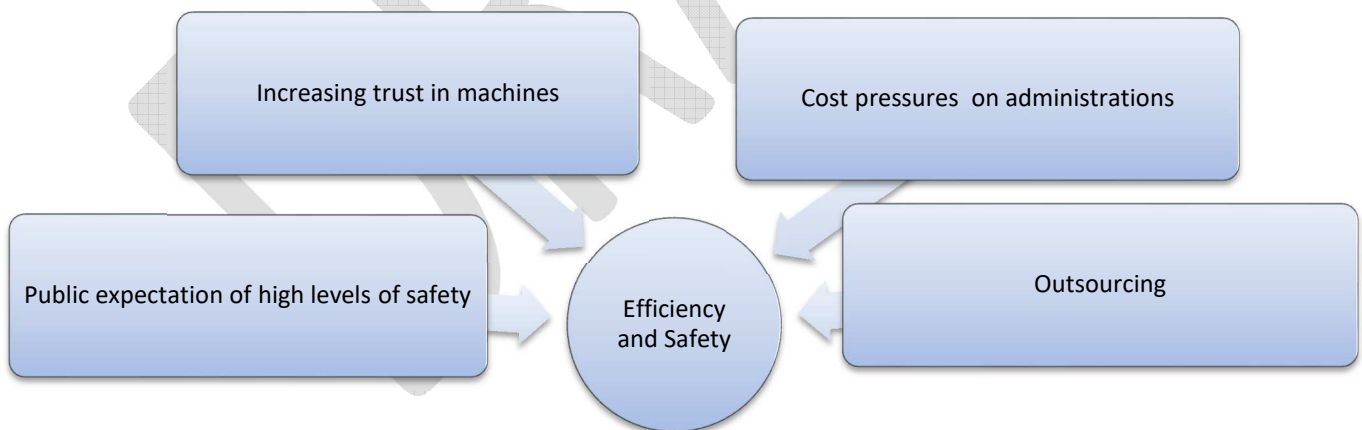 Increasing trust in machines
Cost pressures on administrations
Public expectation of high levels of safety
Efficiency
and Safety
Outsourcing